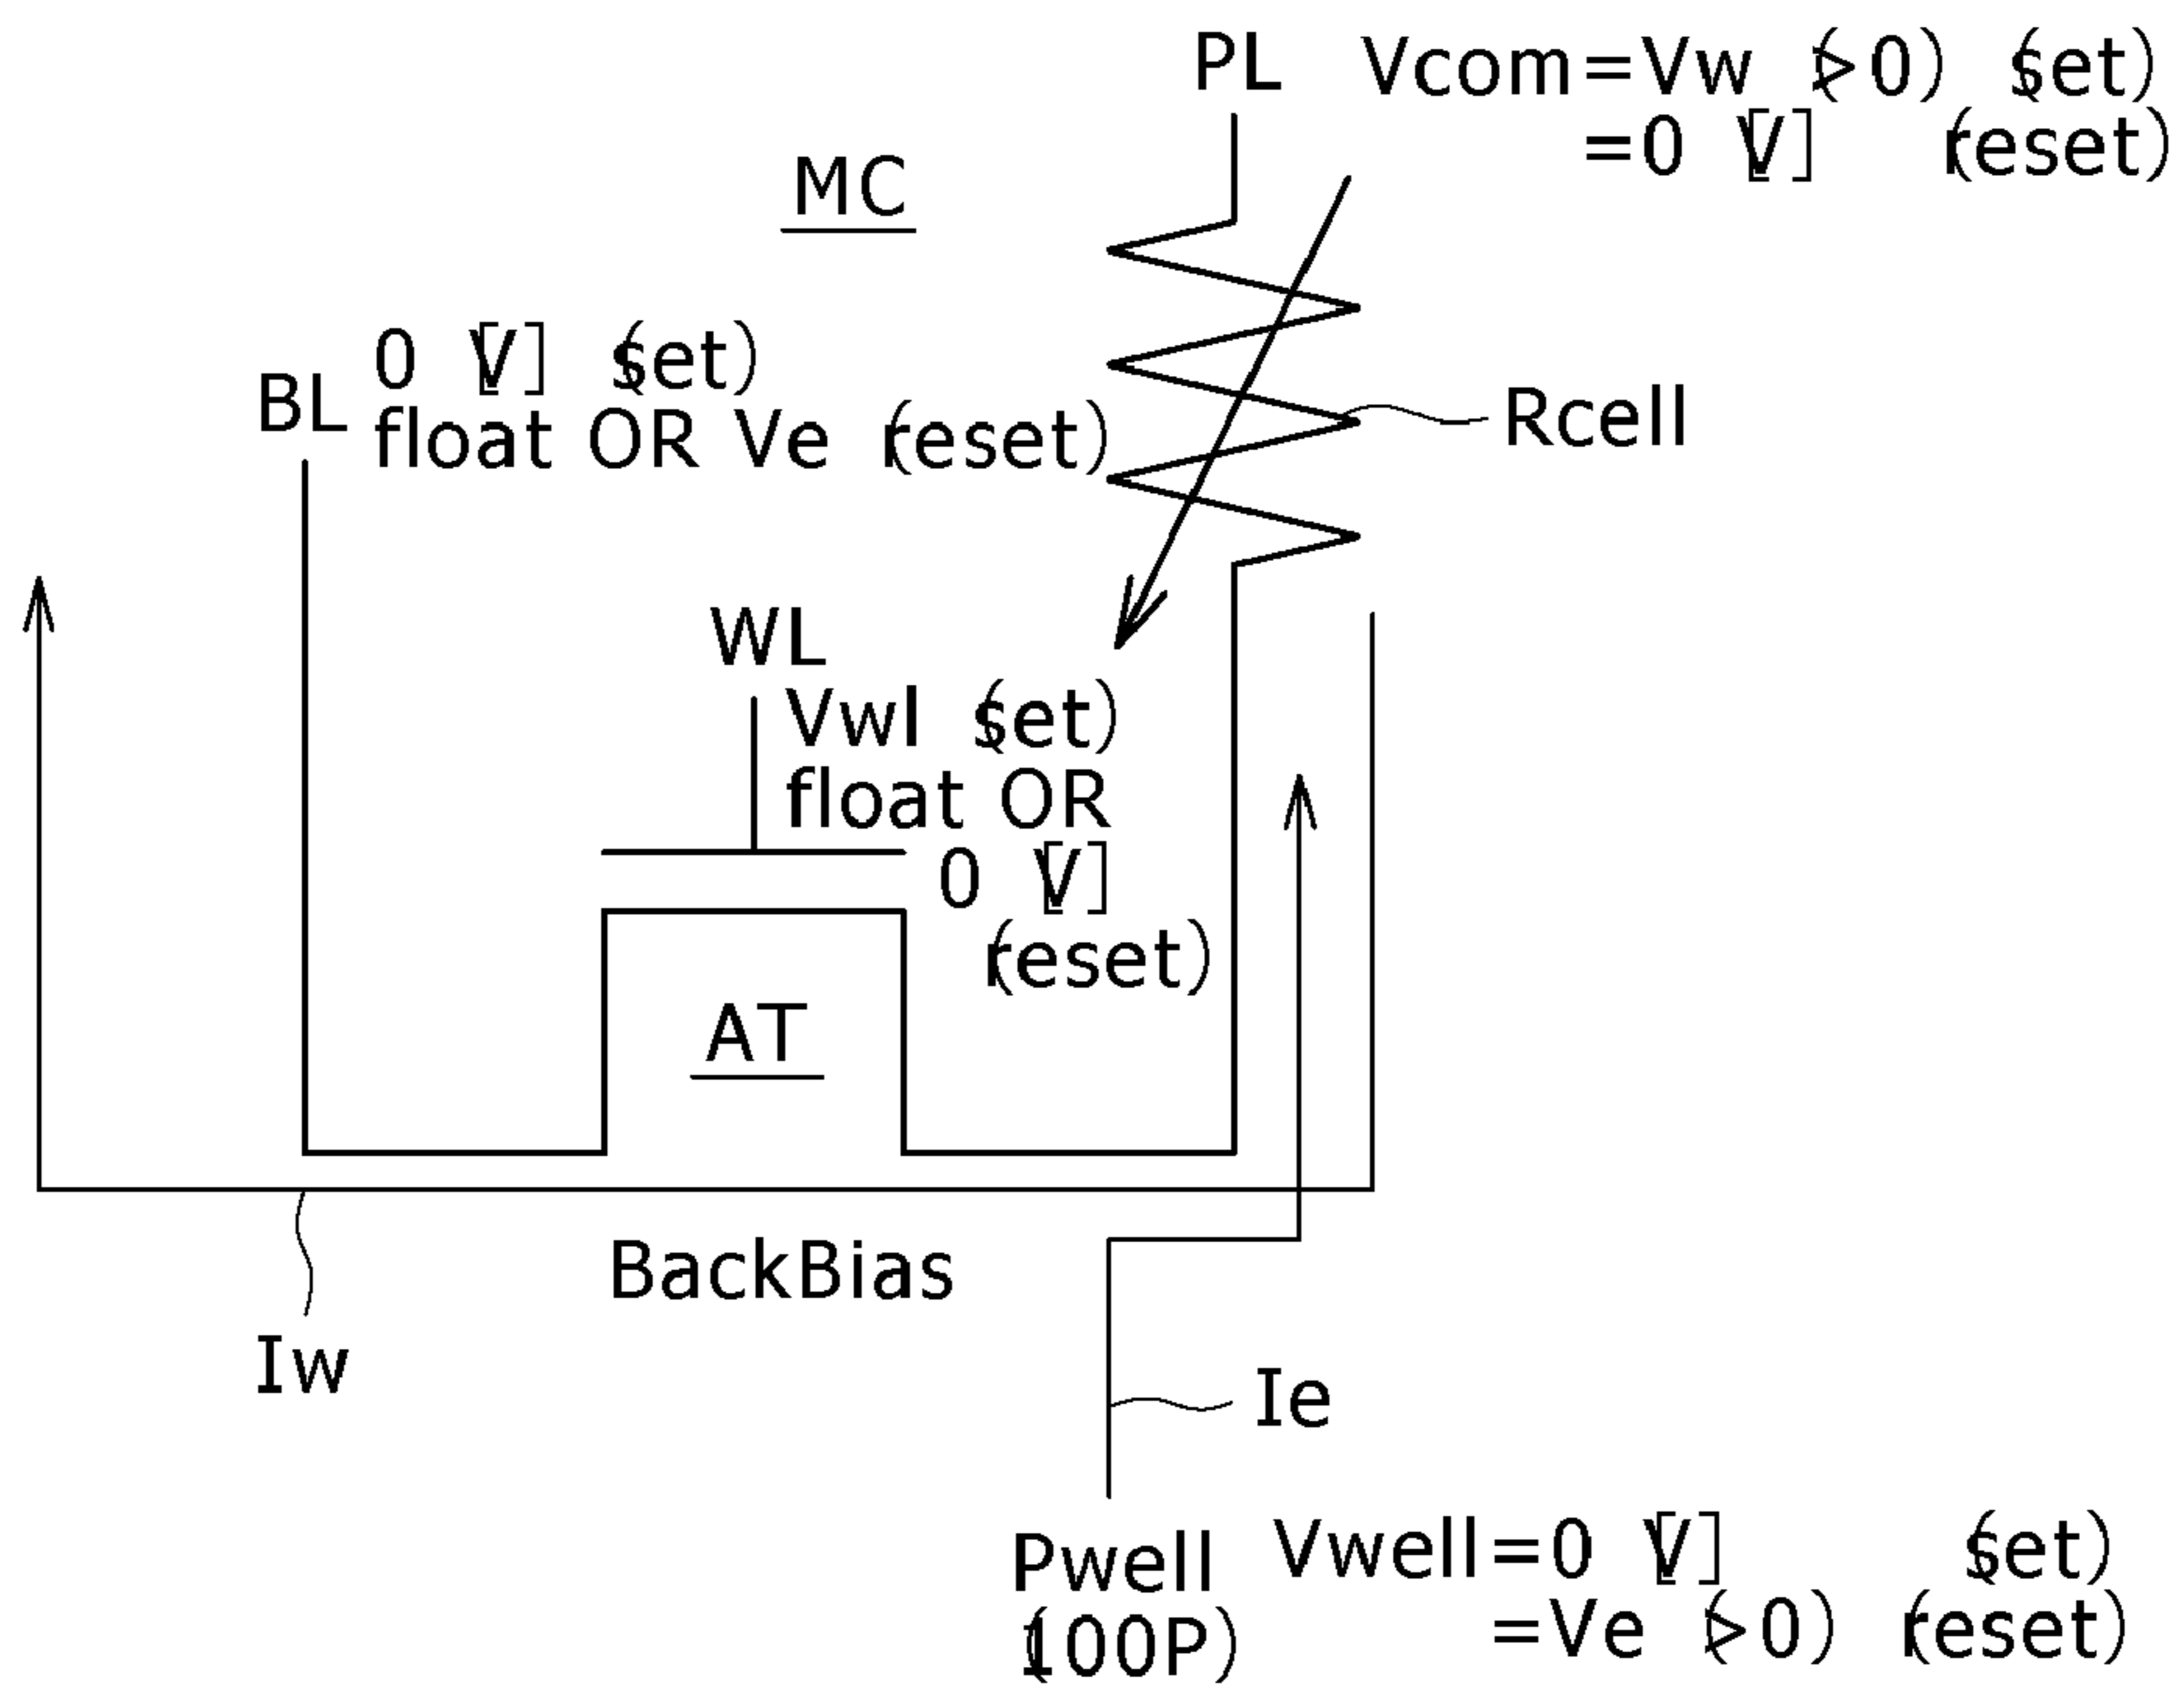 PL Vcom=Vw (>0) (set)
=0 [V] (reset)
MC
0 [V] (set)
BL float OR Ve (reset)
Rcell
WL
Vwl (set)
float OR
0 [V]
(reset)
AT
BackBias
Iw
Ie
Pwell Vwell=0 [V] (set)
(100P) =Ve (>0) (reset)